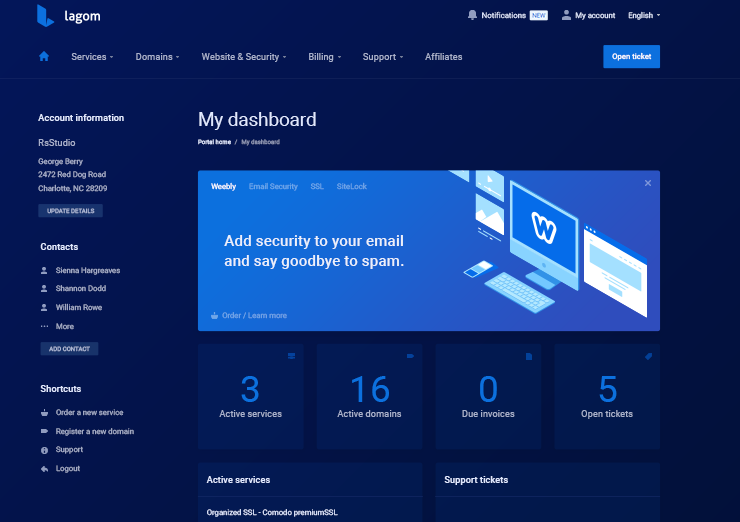 lagom
Notifications NEW
My account
English
Services
Domains
Website & Security
Billing
Support
Affiliates
Open ticket
Account information
RsStudio
George Berry
2472 Red Dog Road
Charlotte, NC 28209
UPDATE DETAILS
Contacts
Sienna Hargreaves
Shannon Dodd
William Rowe
More
ADD CONTACT
Shortcuts
Order a new service
Register a new domain
Support
Logout
My dashboard
Portal home / My dashboard
Weebly Email Security SSL SiteLock
Add security to your email
and say goodbye to spam.
W
Order / Learn more
3
Active services
16
Active domains
0
Due invoices
5
Open tickets
Active services
Organized SSL - Comodo premiumSSL
Support tickets